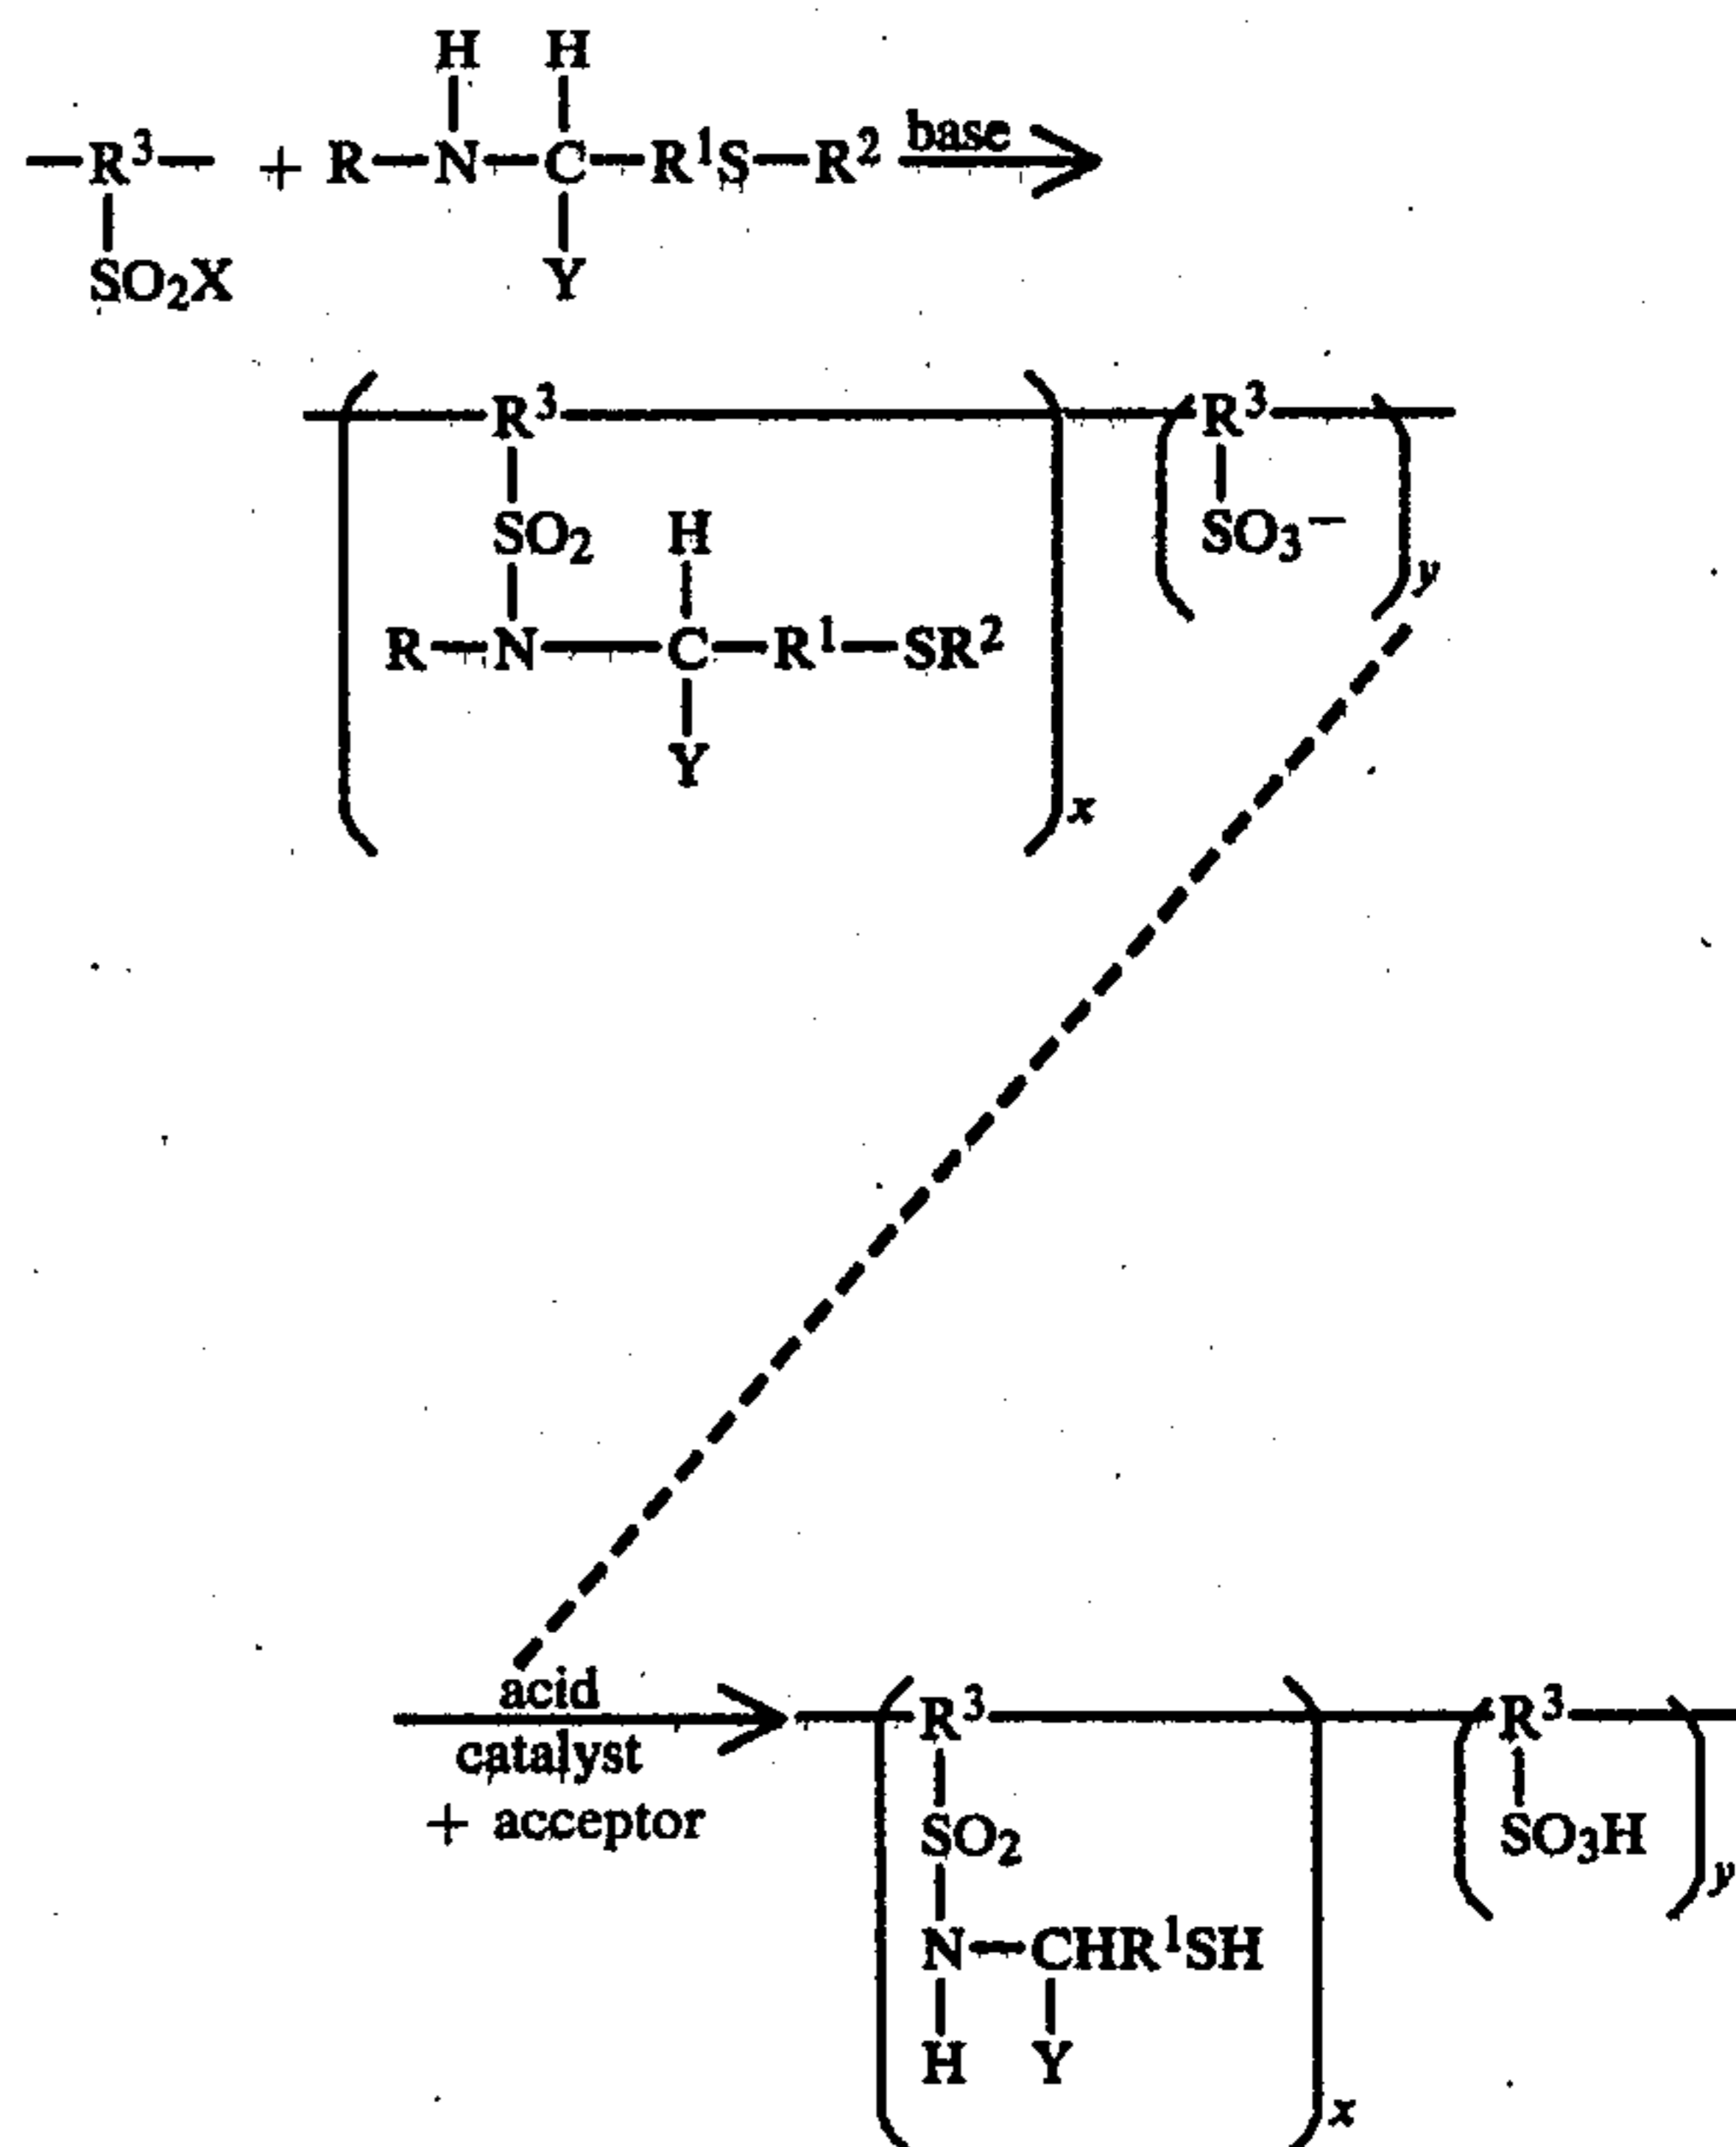 H H
—R³— + R—N—C—R¹S—R² base
SO₂X Y
R³ R³
SO₂ H SO₃⁻
y
R—N—C—R¹—SR²
Y
x
acid
catalyst
+ acceptor
R³ R³
SO₂ SO₃H
y
N—CHR¹SH
H Y
x